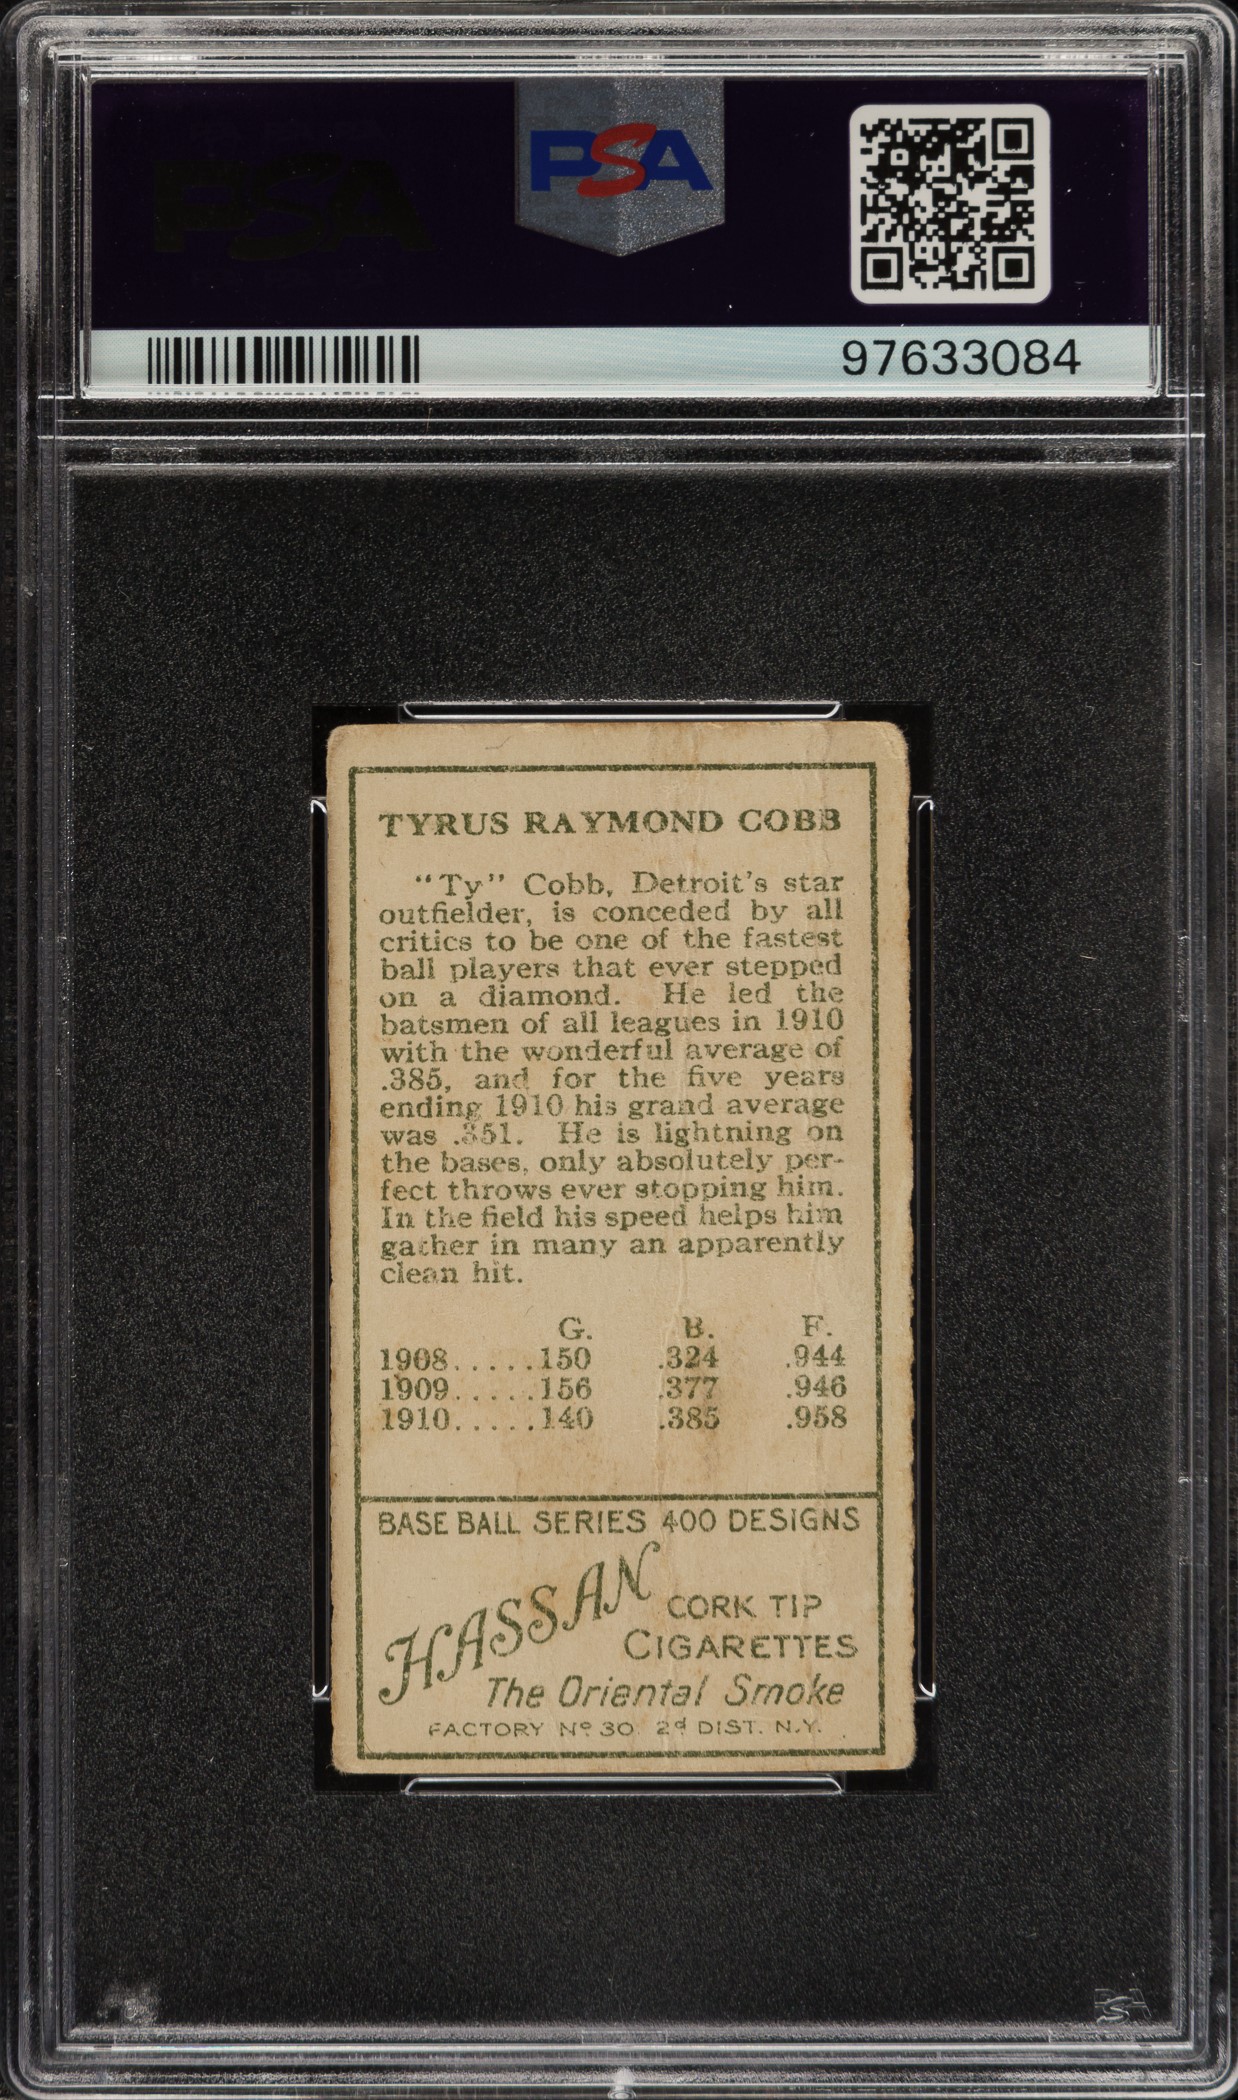 PSA
PSA
97633084
TYRUS RAYMOND COBB
"Ty" Cobb, Detroit's star
outfielder, is conceded by all
critics to be one of the fastest
ball players that ever stepped
on a diamond. He led the
batsmen of all leagues in 1910
with the wonderful average of
.385, and for the five years
ending 1910 his grand average
was .351. He is lightning on
the bases, only absolutely per-
fect throws ever stopping him.
In the field his speed helps him
gather in many an apparently
clean hit.
G. B. F.
1908.....150 .324 .944
1909.....156 .377 .946
1910.....140 .385 .958
BASE BALL SERIES 400 DESIGNS
HASSAN CORK TIP
CIGARETTES
The Oriental Smoke
FACTORY Nº 30 2d DIST. N.Y.
PSA